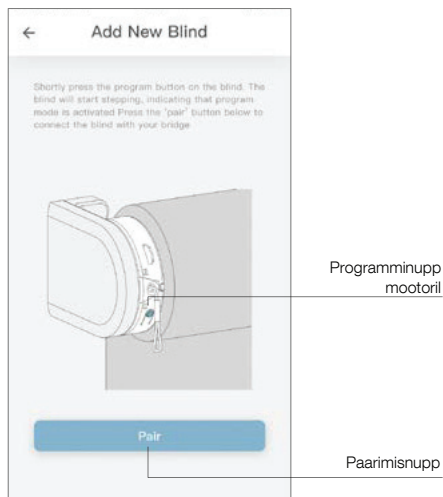 Add New Blind
Shortly press the program button on the blind. The
blind will start stepping, indicating that program
mode is activated Press the 'pair' button below to
connect the blind with your bridge
Programminupp
mootoril
Pair
Paarimisnupp